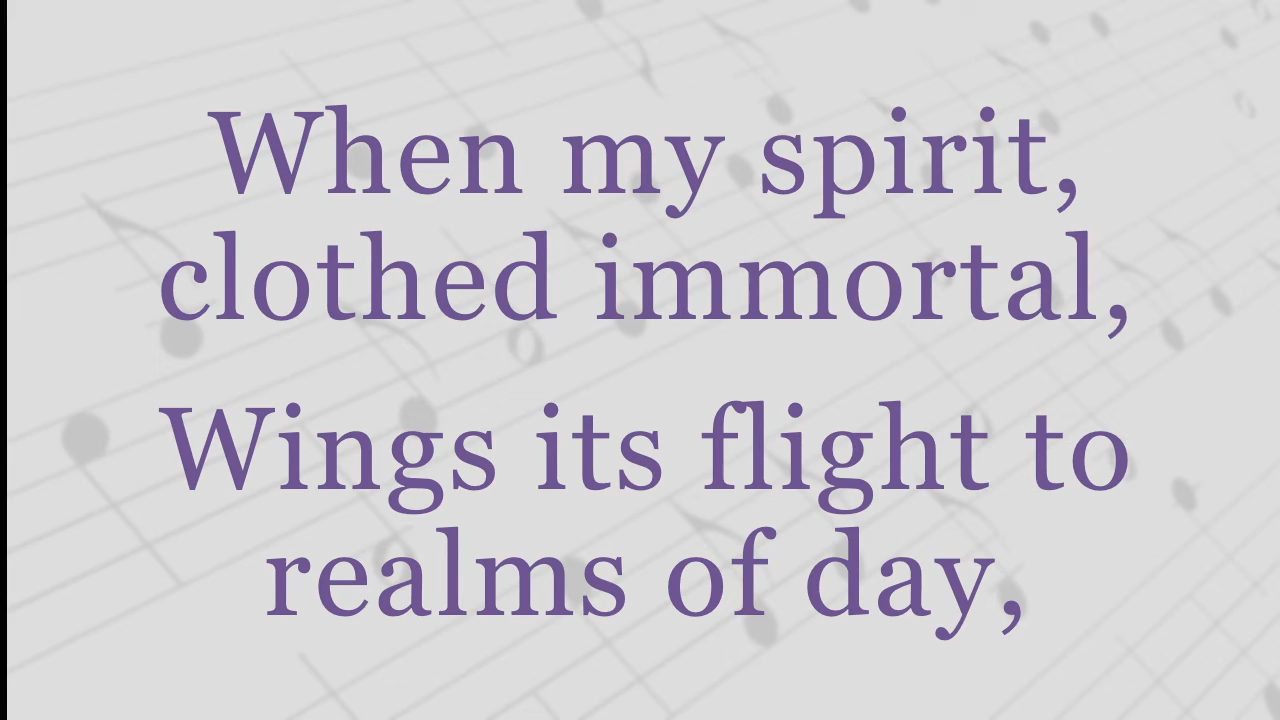 When my spirit,
clothed immortal,
Wings its flight to
realms of day,